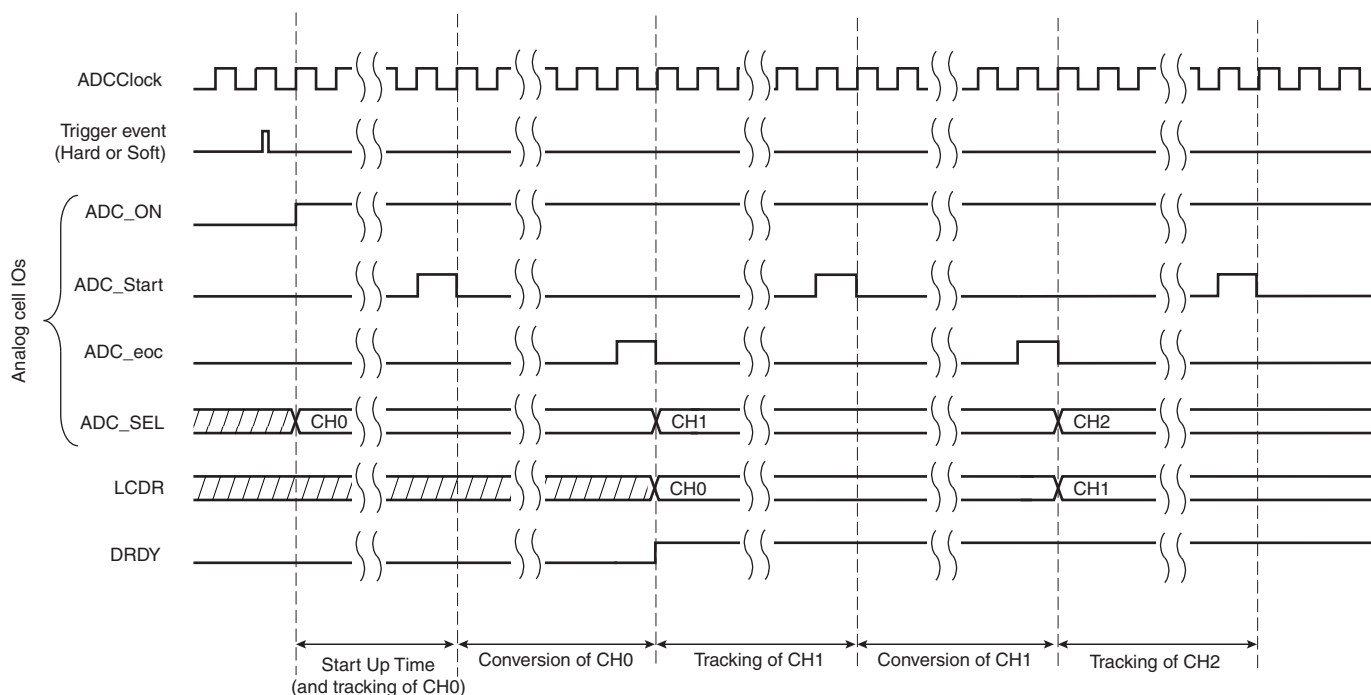 ADCClock
Trigger event
(Hard or Soft)
Analog cell IOs
ADC_ON
ADC_Start
ADC_eoc
ADC_SEL
CH0
CH1
CH2
LCDR
CH0
CH1
DRDY
Start Up Time
(and tracking of CH0)
Conversion of CH0
Tracking of CH1
Conversion of CH1
Tracking of CH2